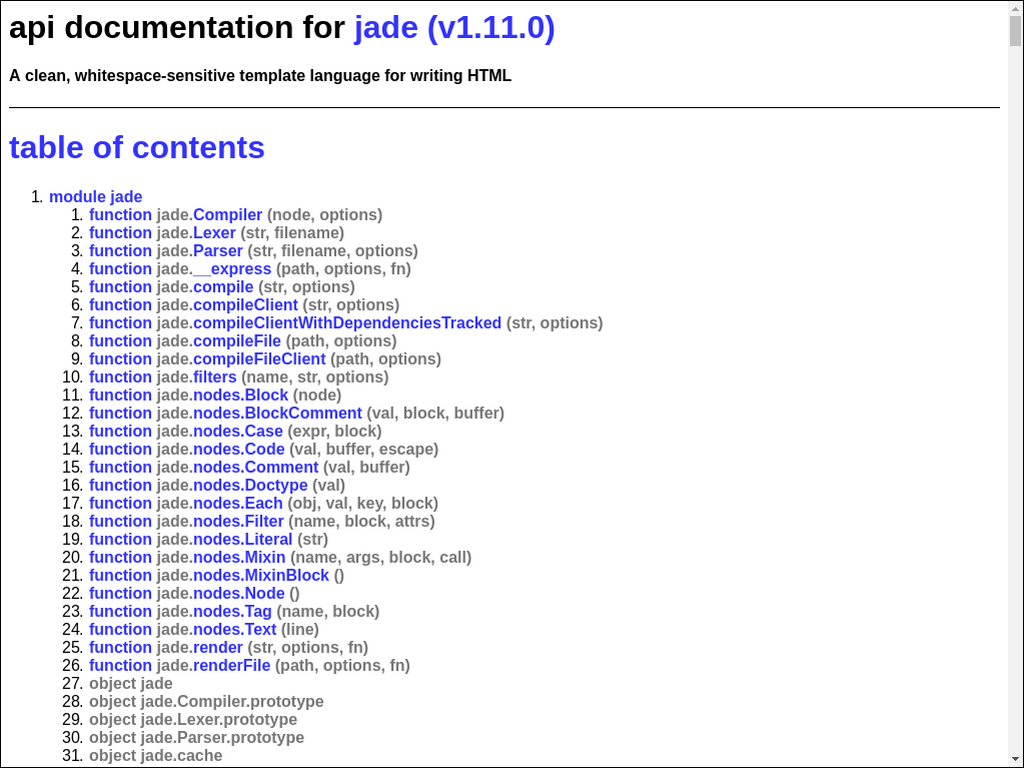 api documentation for jade (v1.11.0)
A clean, whitespace-sensitive template language for writing HTML
table of contents
1. module jade
1. function jade.Compiler (node, options)
2. function jade.Lexer (str, filename)
3. function jade.Parser (str, filename, options)
4. function jade.__express (path, options, fn)
5. function jade.compile (str, options)
6. function jade.compileClient (str, options)
7. function jade.compileClientWithDependenciesTracked (str, options)
8. function jade.compileFile (path, options)
9. function jade.compileFileClient (path, options)
10. function jade.filters (name, str, options)
11. function jade.nodes.Block (node)
12. function jade.nodes.BlockComment (val, block, buffer)
13. function jade.nodes.Case (expr, block)
14. function jade.nodes.Code (val, buffer, escape)
15. function jade.nodes.Comment (val, buffer)
16. function jade.nodes.Doctype (val)
17. function jade.nodes.Each (obj, val, key, block)
18. function jade.nodes.Filter (name, block, attrs)
19. function jade.nodes.Literal (str)
20. function jade.nodes.Mixin (name, args, block, call)
21. function jade.nodes.MixinBlock ()
22. function jade.nodes.Node ()
23. function jade.nodes.Tag (name, block)
24. function jade.nodes.Text (line)
25. function jade.render (str, options, fn)
26. function jade.renderFile (path, options, fn)
27. object jade
28. object jade.Compiler.prototype
29. object jade.Lexer.prototype
30. object jade.Parser.prototype
31. object jade.cache